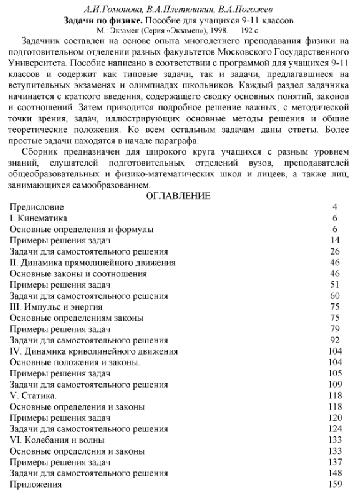 А.И.Гомонова, В.А.Плетюшкин, В.А.Погожев
Задачи по физике. Пособие для учащихся 9-11 классов
М.: Экзамен (Серия «Экзамен»), 1998. 192 с
Задачник составлен на основе опыта многолетнего преподавания физики на
подготовительном отделении разных факультетов Московского Государственного
Университета. Пособие написано в соответствии с программой для учащихся 9-11
классов и содержит как типовые задачи, так и задачи, предлагавшиеся на
вступительных экзаменах и олимпиадах школьников. Каждый раздел задачника
начинается с краткого введения, содержащего сводку основных понятий, законов
и соотношений. Затем приводится подробное решение важных, с методической
точки зрения, задач, иллюстрирующих основные методы решения и общие
теоретические положения. Ко всем остальным задачам даны ответы. Более
простые задачи находятся в начале параграфа.
Сборник предназначен для широкого круга учащихся с разным уровнем
знаний, слушателей подготовительных отделений вузов, преподавателей
общеобразовательных и физико-математических школ и лицеев, а также лиц,
занимающихся самообразованием.
ОГЛАВЛЕНИЕ
Предисловие 4
I. Кинематика 6
Основные определения и формулы 6
Примеры решения задач 14
Задачи для самостоятельного решения 26
II. Динамика прямолинейного движения 46
Основные законы и соотношения 46
Примеры решения задач 51
Задачи для самостоятельного решения 60
III. Импульс и энергия 75
Основные определениям законы 75
Примеры решения задач 79
Задачи для самостоятельного решения 92
IV. Динамика криволинейного движения 104
Основные положения и законы. 104
Примеры решения задач 105
Задачи для самостоятельного решения 109
V. Статика. 118
Основные определения и законы 118
Примеры решения задач 120
Задачи для самостоятельного решения 124
VI. Колебания и волны 133
Основные определения и законы 133
Примеры решения задач 137
Задачи для самостоятельного решения 148
Приложения 159